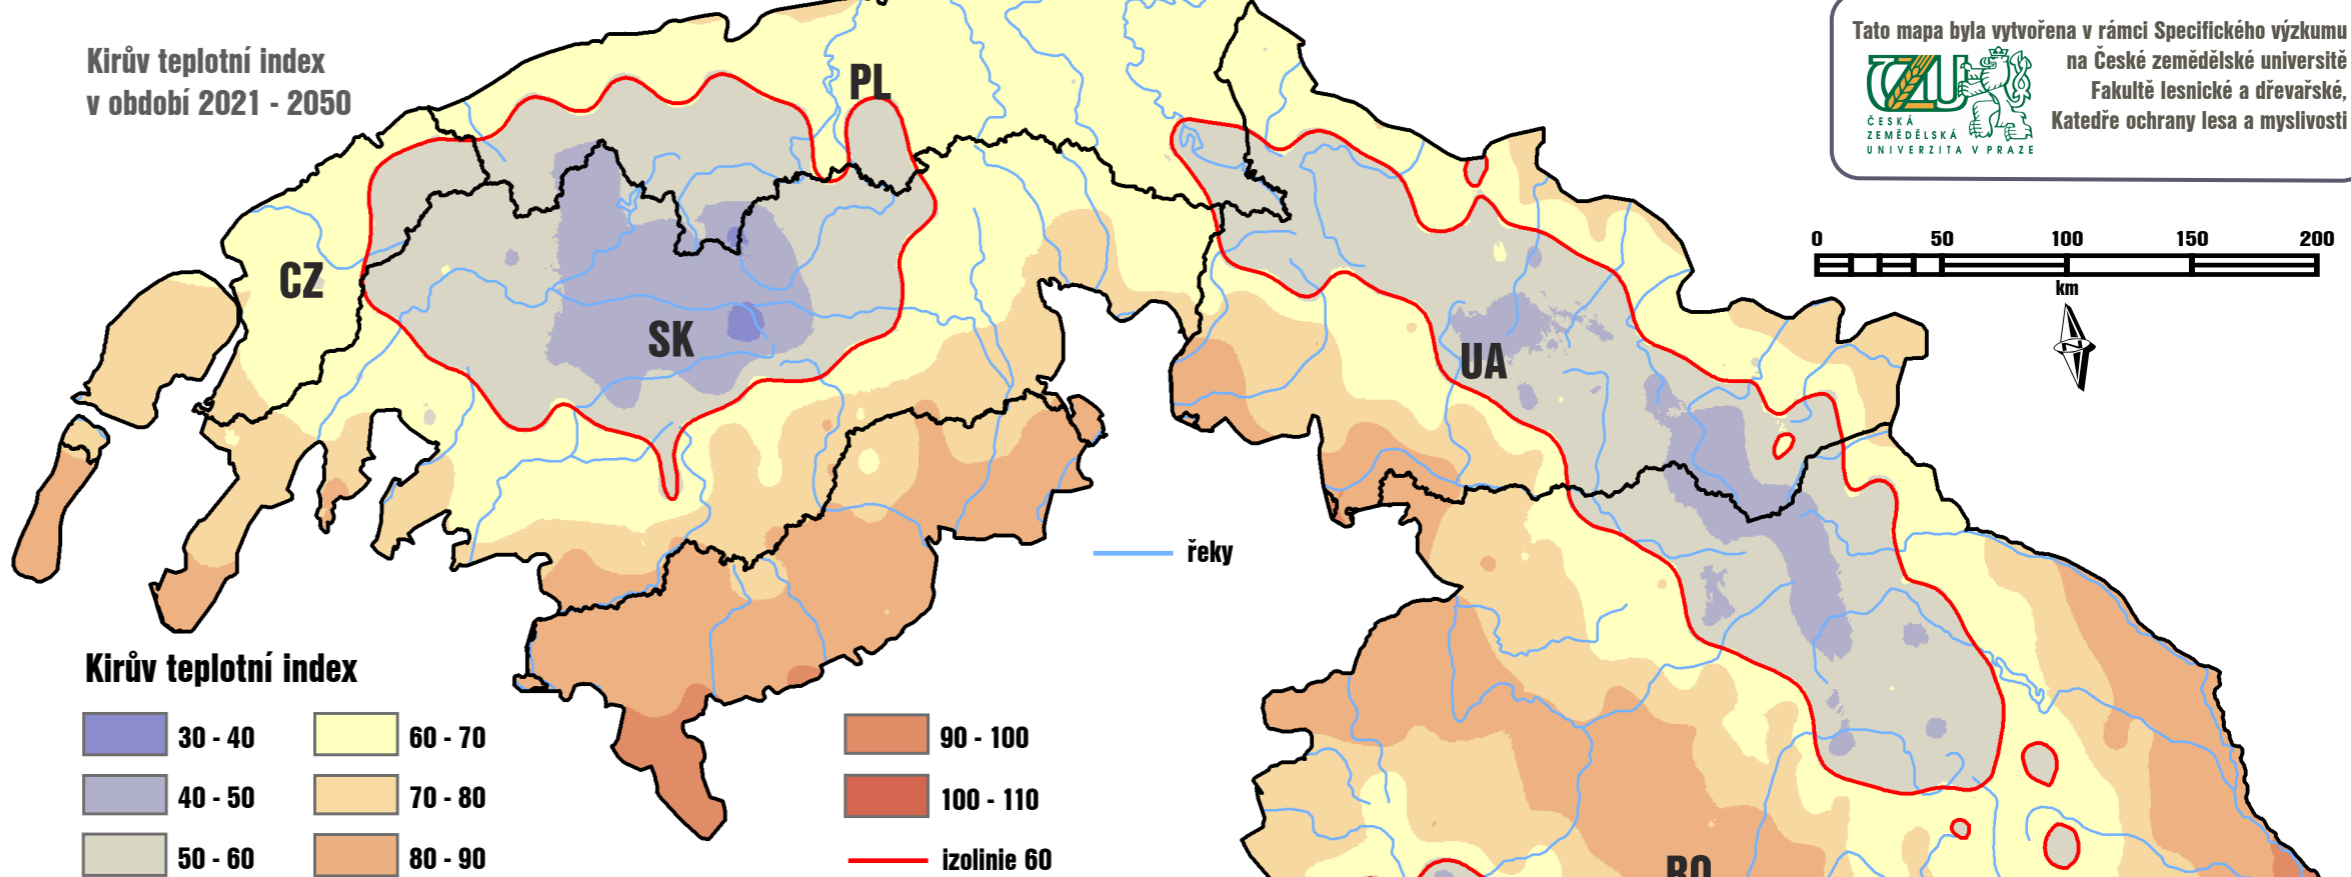 Kirův teplotní index
v období 2021 - 2050
PL
CZ
SK
UA
RO
Tato mapa byla vytvořena v rámci Specifického výzkumu
na České zemědělské universitě
Fakultě lesnické a dřevařské,
Katedře ochrany lesa a myslivosti
CZU
ČESKÁ
ZEMĚDĚLSKÁ
UNIVERZITA V PRAZE
0 50 100 150 200
km
N
řeky
Kirův teplotní index
30 - 40
40 - 50
50 - 60
60 - 70
70 - 80
80 - 90
90 - 100
100 - 110
izolinie 60